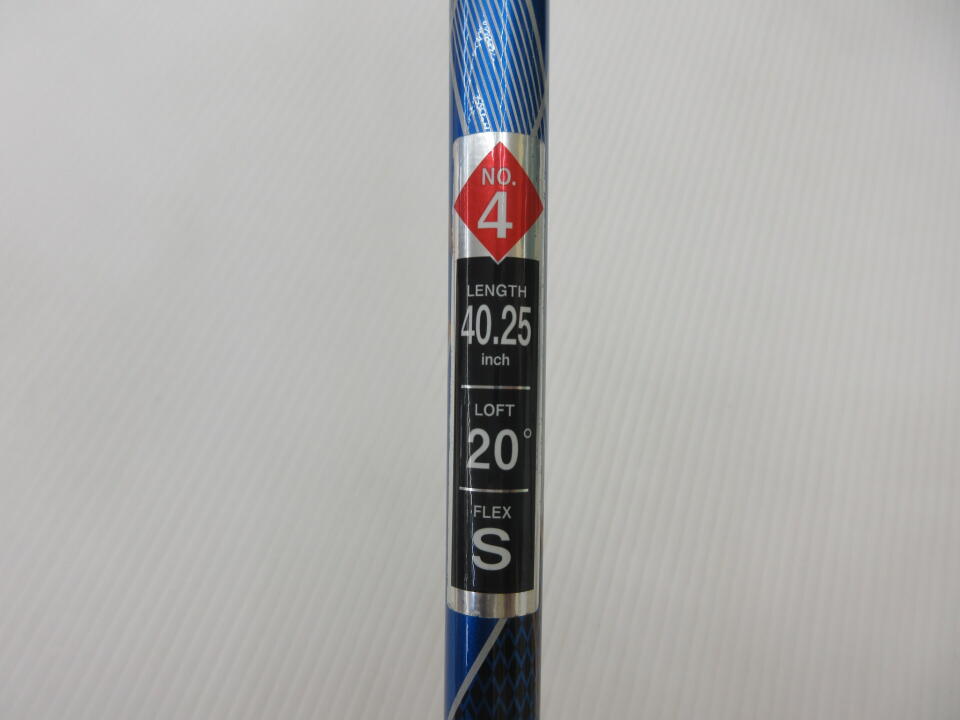 NO.
4
LENGTH
40.25
inch
LOFT
20°
FLEX
S